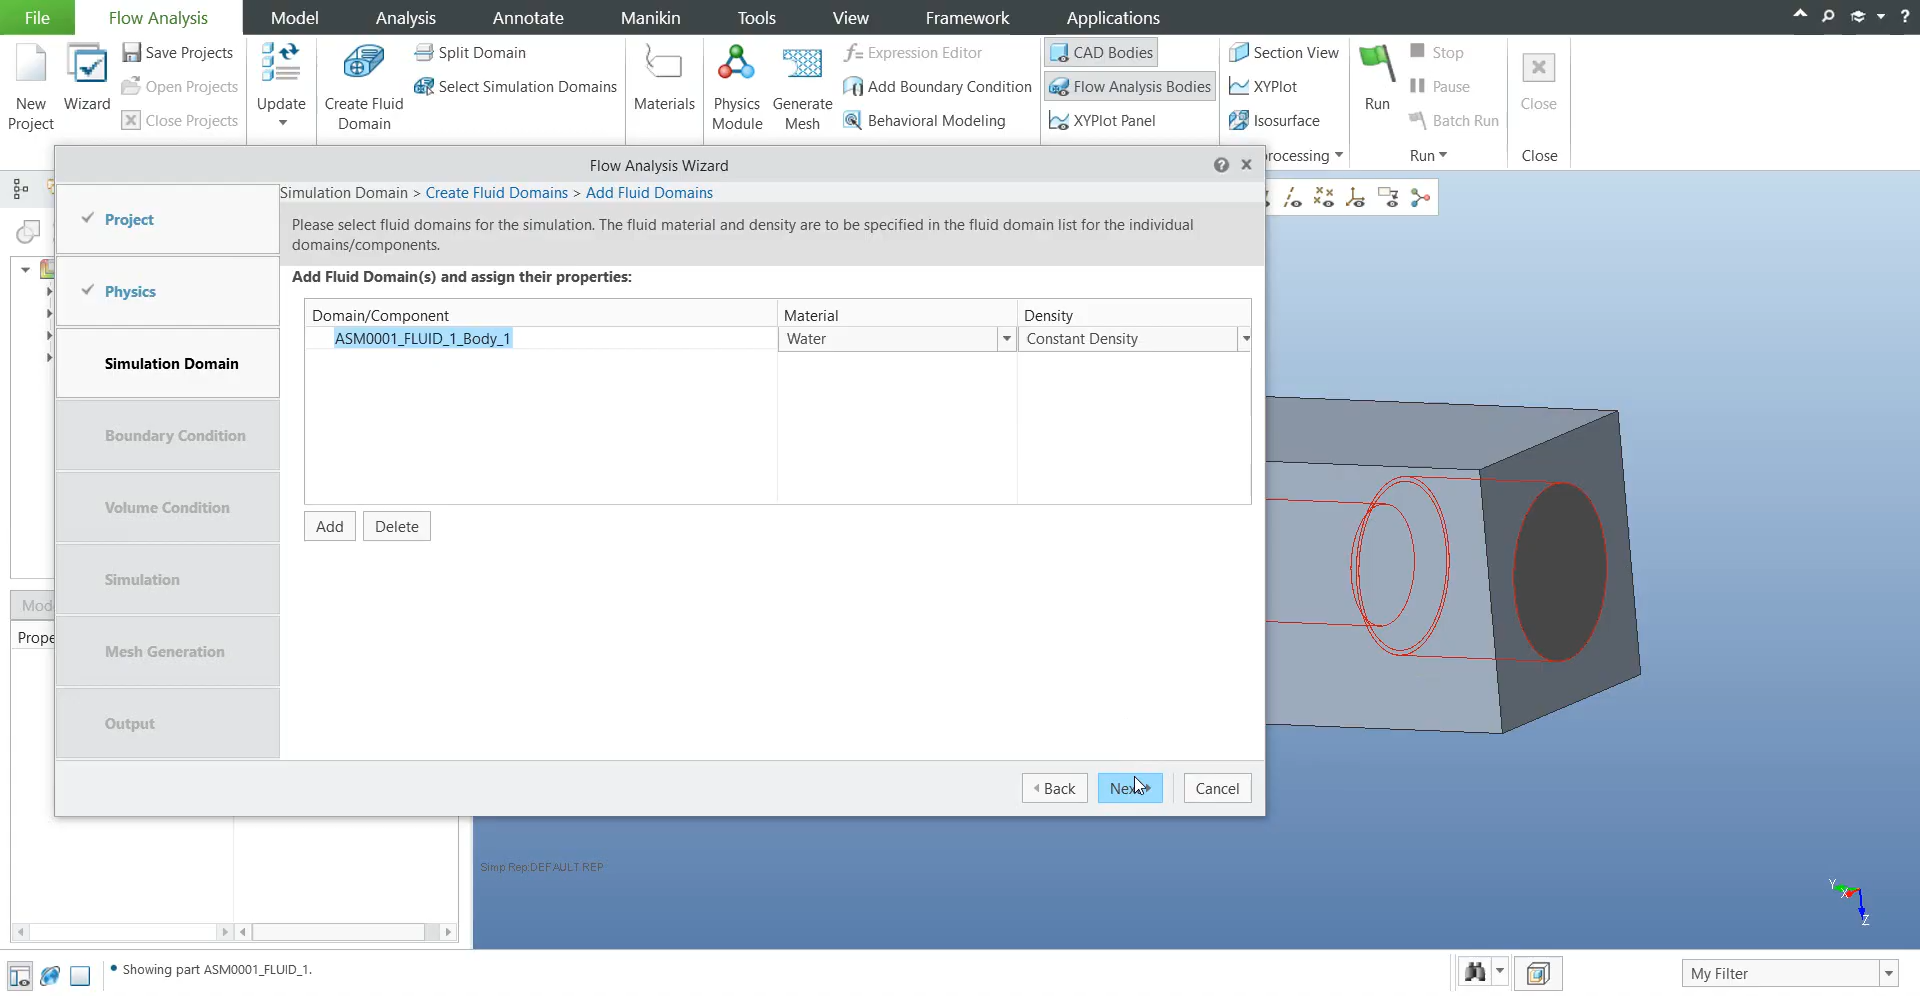 File
Flow Analysis
Model
Analysis
Annotate
Manikin
Tools
View
Framework
Applications
?
New Project
Wizard
Save Projects
Open Projects
Close Projects
Update
Create Fluid Domain
Split Domain
Select Simulation Domains
Materials
Physics Module
Generate Mesh
Expression Editor
Add Boundary Condition
Behavioral Modeling
CAD Bodies
Flow Analysis Bodies
XYPlot Panel
Section View
XYPlot
Isosurface
rocessing
Run
Stop
Pause
Batch Run
Run
Close
Close
Flow Analysis Wizard
Simulation Domain > Create Fluid Domains > Add Fluid Domains
Please select fluid domains for the simulation. The fluid material and density are to be specified in the fluid domain list for the individual
domains/components.
Add Fluid Domain(s) and assign their properties:
Domain/Component
Material
Density
ASM0001_FLUID_1_Body_1
Water
Constant Density
Add
Delete
Project
Physics
Simulation Domain
Boundary Condition
Volume Condition
Simulation
Mesh Generation
Output
Mod
Prope
Back
Nex
Cancel
Simp Rep:DEFAULT REP
Y
X
Z
Showing part ASM0001_FLUID_1.
My Filter